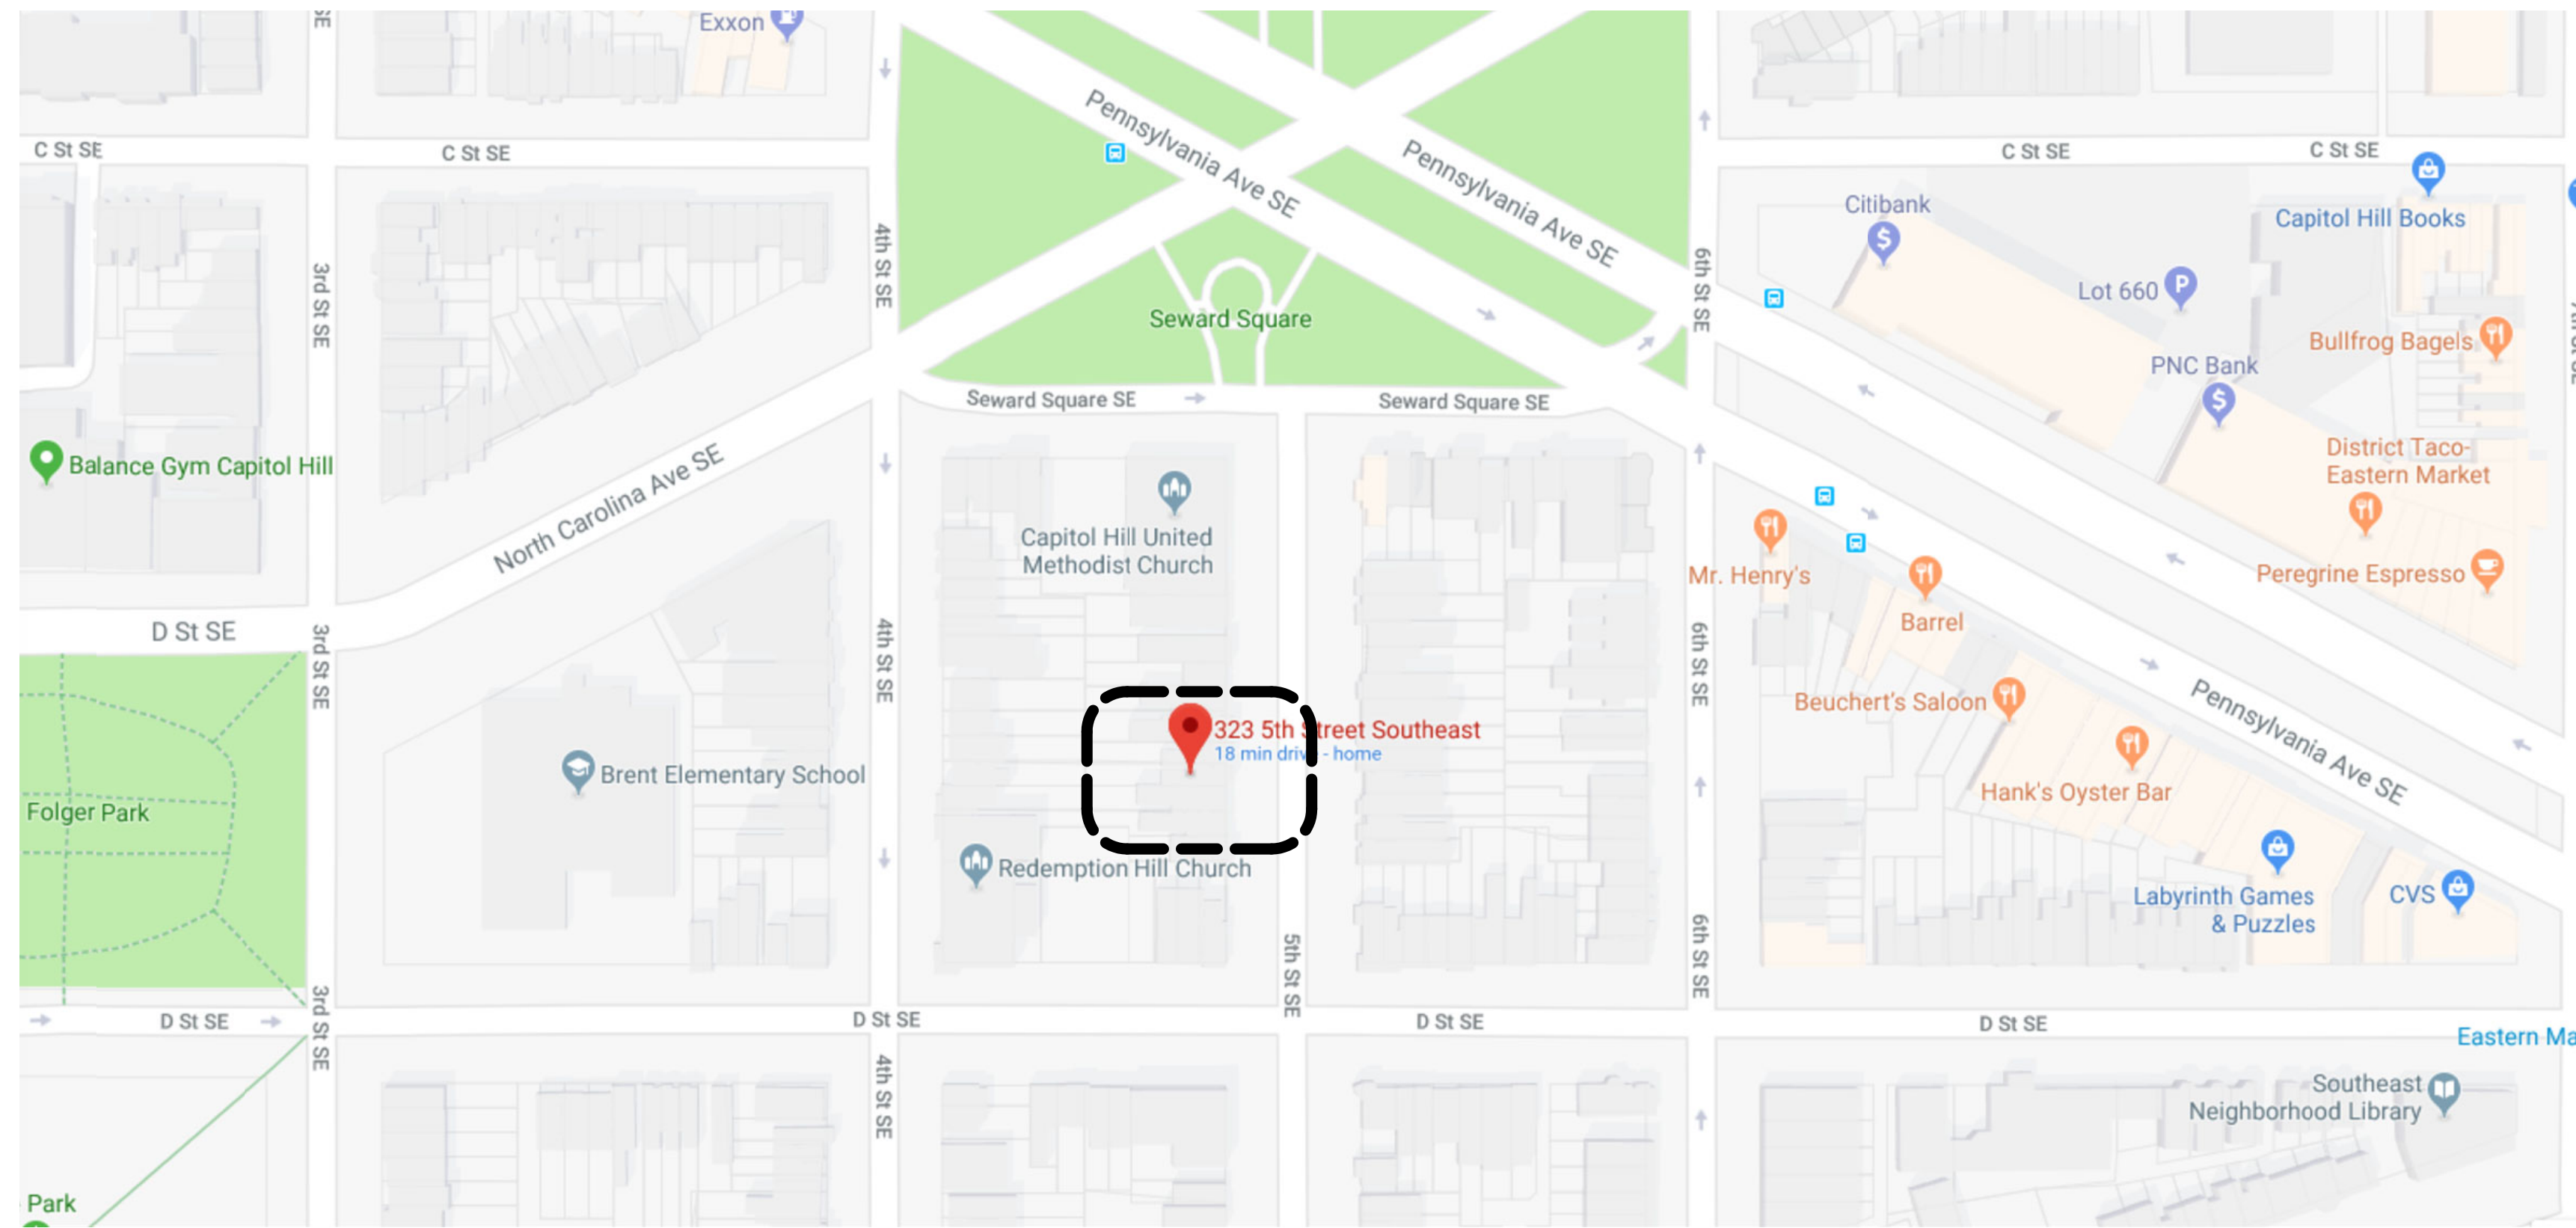 SE
Exxon
C St SE
C St SE
C St SE
C St SE
Pennsylvania Ave SE
Pennsylvania Ave SE
Citibank
Capitol Hill Books
4th St SE
3rd St SE
6th St SE
Lot 660
Seward Square
Bullfrog Bagels
PNC Bank
Seward Square SE
Seward Square SE
Balance Gym Capitol Hill
North Carolina Ave SE
District Taco-
Eastern Market
Capitol Hill United
Methodist Church
Mr. Henry's
Peregrine Espresso
Barrel
D St SE
3rd St SE
4th St SE
6th St SE
Beuchert's Saloon
Pennsylvania Ave SE
323 5th Street Southeast
18 min drive - home
Brent Elementary School
Hank's Oyster Bar
Folger Park
Redemption Hill Church
Labyrinth Games
& Puzzles
CVS
5th St SE
6th St SE
3rd St SE
D St SE
D St SE
D St SE
D St SE
Eastern Ma
4th St SE
Southeast
Neighborhood Library
Park